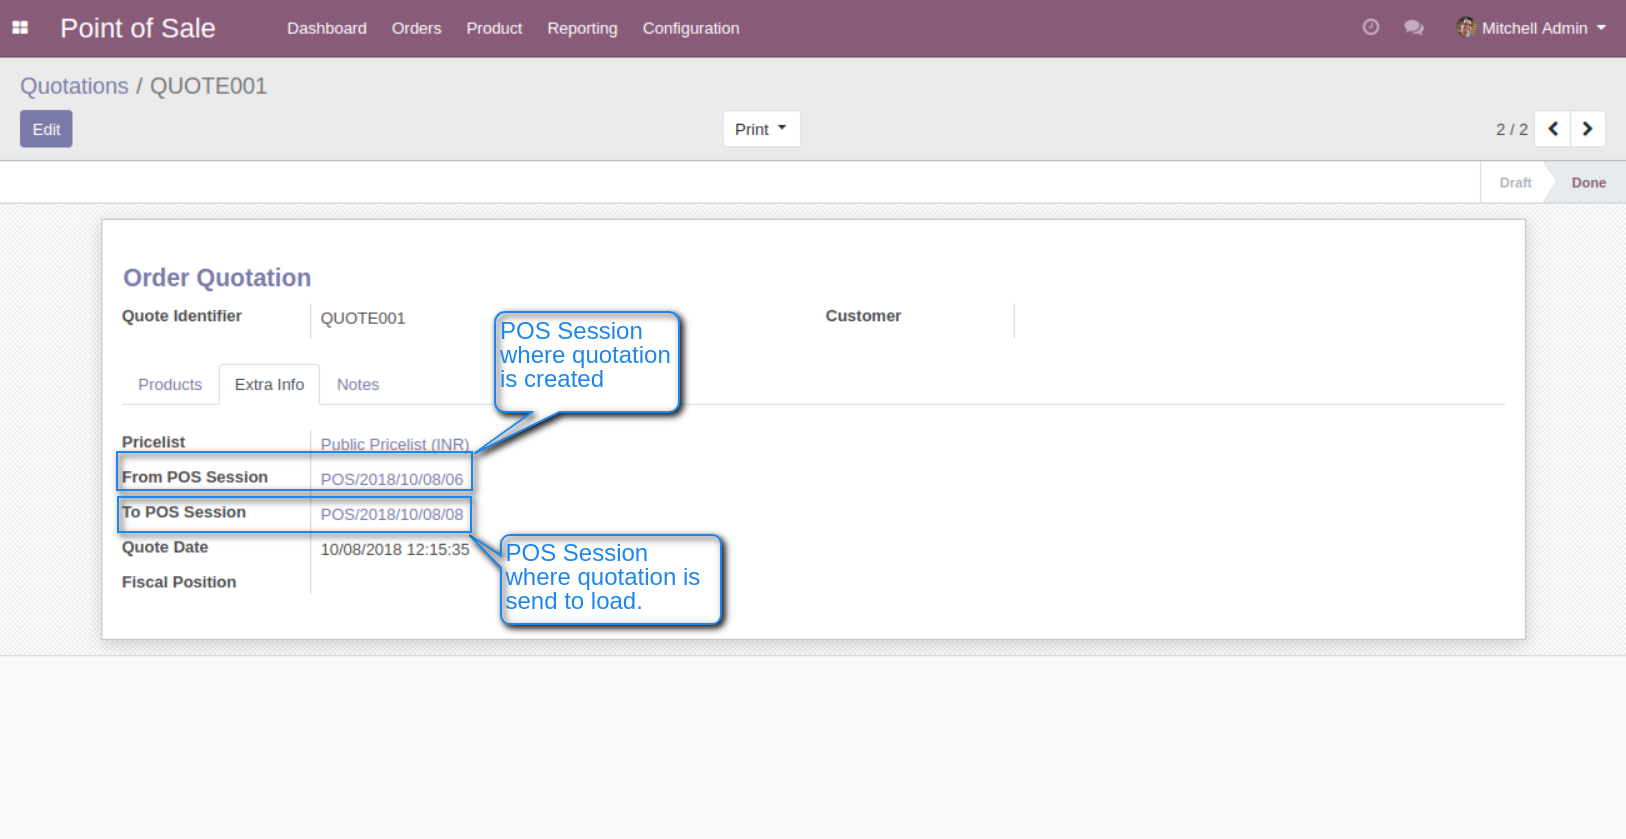 Point of Sale Dashboard Orders Product Reporting Configuration Mitchell Admin
Quotations / QUOTE001
Edit Print 2 / 2
Draft Done
Order Quotation
Quote Identifier QUOTE001 Customer
POS Session
where quotation
is created
Products Extra Info Notes
Pricelist Public Pricelist (INR)
From POS Session POS/2018/10/08/06
To POS Session POS/2018/10/08/08
Quote Date 10/08/2018 12:15:35
Fiscal Position
POS Session
where quotation is
send to load.